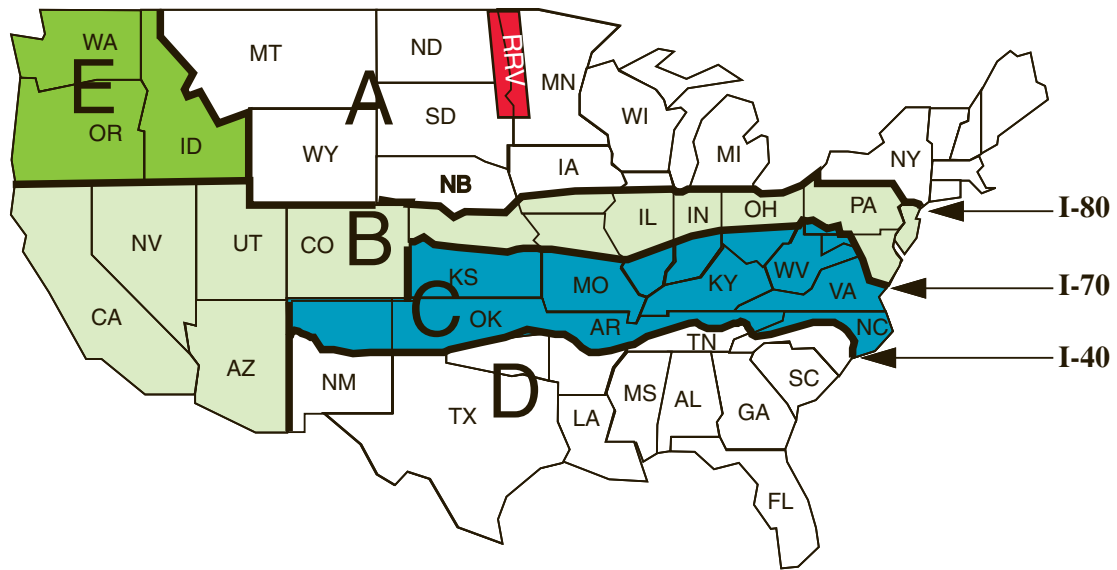 WA
MT
ND
RRV
MN
E
A
OR
ID
WY
SD
WI
MI
NY
IA
NB
NV
UT
CO
B
IL
IN
OH
PA
I-80
CA
KS
C
OK
MO
KY
WV
VA
I-70
AR
NC
AZ
NM
TN
I-40
TX
D
LA
MS
AL
GA
SC
FL